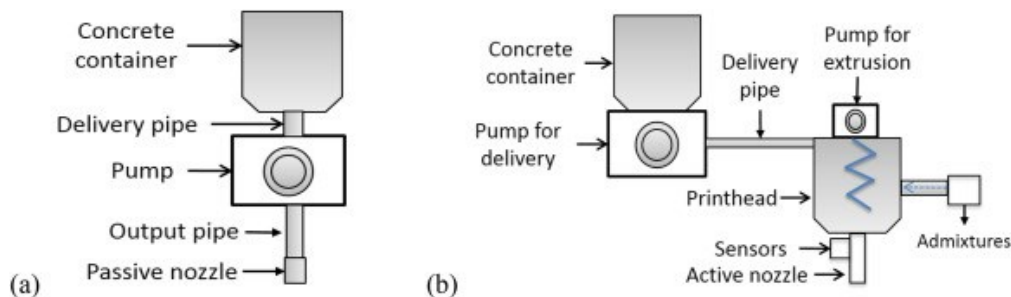 Concrete
container
Delivery pipe
Pump
Output pipe
Passive nozzle
(a)
Concrete
container
Pump for
delivery
Delivery
pipe
Pump for
extrusion
Printhead
Admixtures
Sensors
Active nozzle
(b)